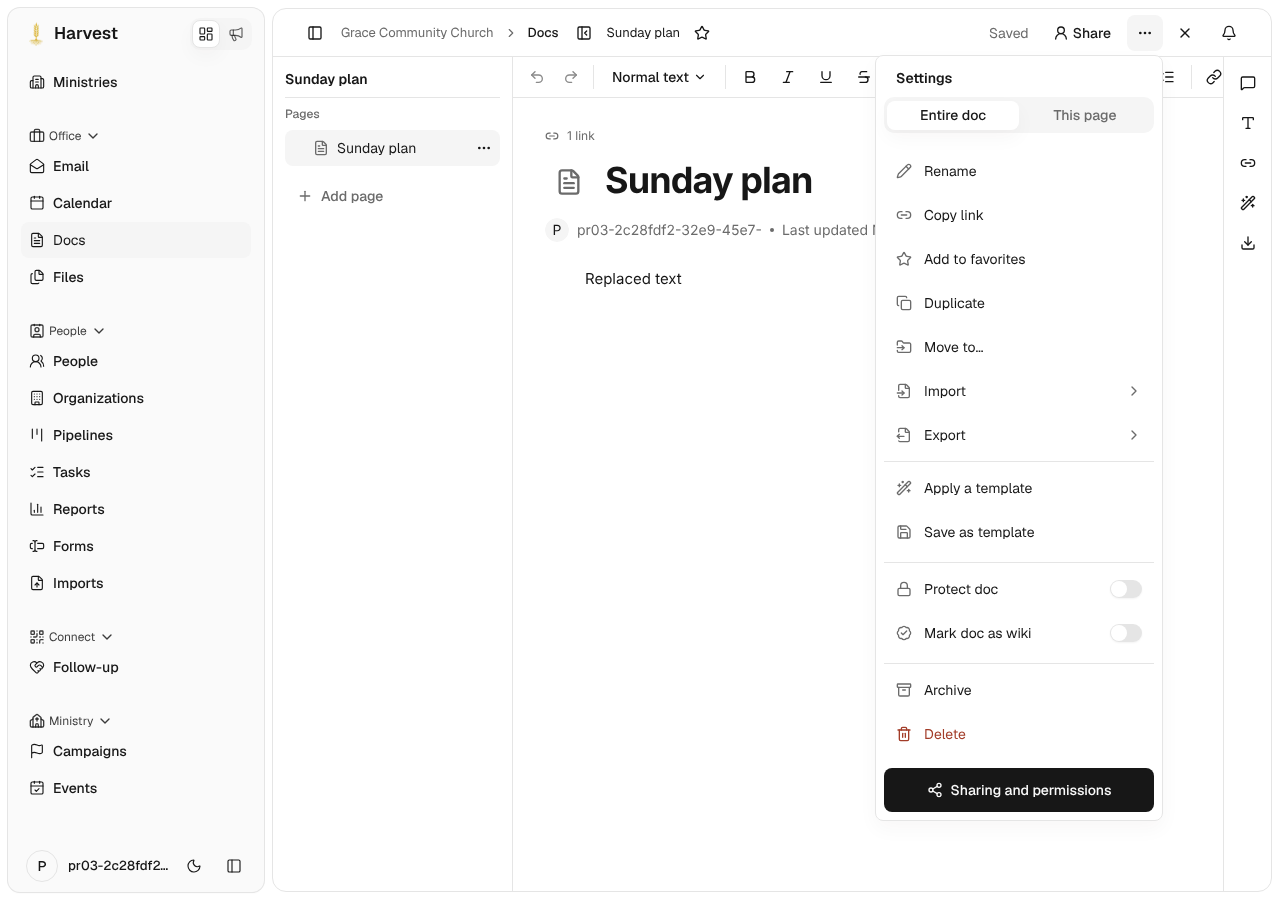 Harvest
Ministries
Office
Email
Calendar
Docs
Files
People
People
Organizations
Pipelines
Tasks
Reports
Forms
Imports
Connect
Follow-up
Ministry
Campaigns
Events
P pr03-2c28fdf2...
Grace Community Church > Docs Sunday plan
Saved Share
Sunday plan
Pages
Sunday plan
Add page
Normal text B I U S
1 link
Sunday plan
P pr03-2c28fdf2-32e9-45e7- • Last updated
Replaced text
Settings
Entire doc This page
Rename
Copy link
Add to favorites
Duplicate
Move to...
Import
Export
Apply a template
Save as template
Protect doc
Mark doc as wiki
Archive
Delete
Sharing and permissions